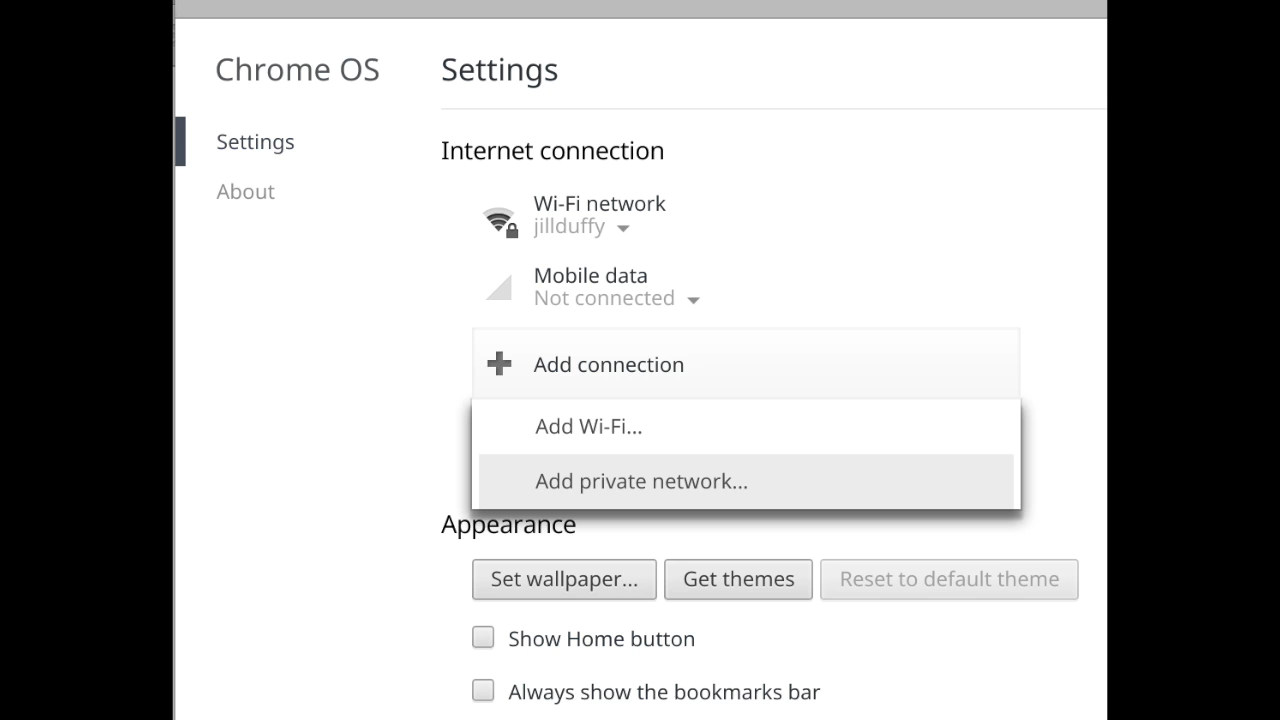 Chrome OS
Settings
Settings
About
Internet connection
Wi-Fi network
jillduffy
Mobile data
Not connected
Add connection
Add Wi-Fi...
Add private network...
Appearance
Set wallpaper... Get themes Reset to default theme
Show Home button
Always show the bookmarks bar